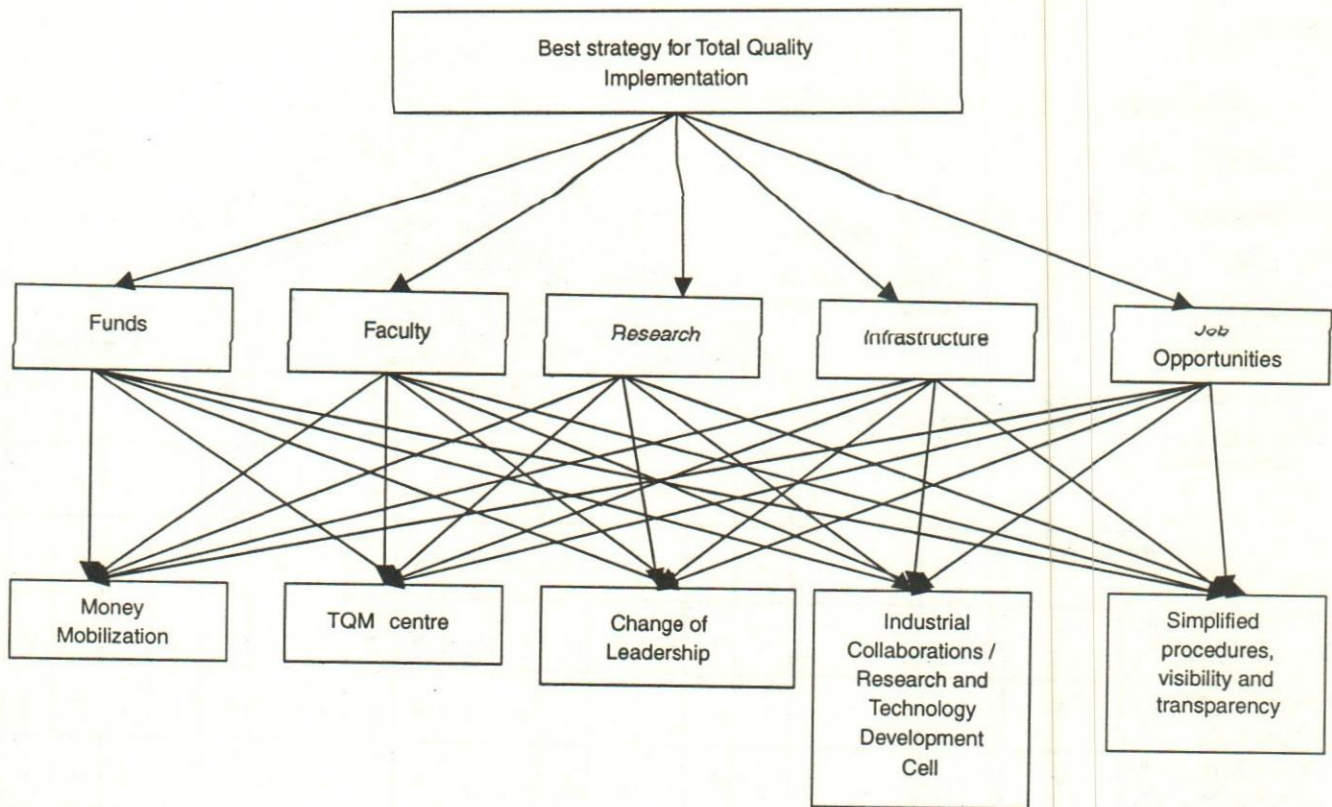 Best strategy for Total Quality
Implementation
Funds
Faculty
Research
Infrastructure
Job
Opportunities
Money
Mobilization
TQM centre
Change of
Leadership
Industrial
Collaborations /
Research and
Technology
Development
Cell
Simplified
procedures,
visibility and
transparency